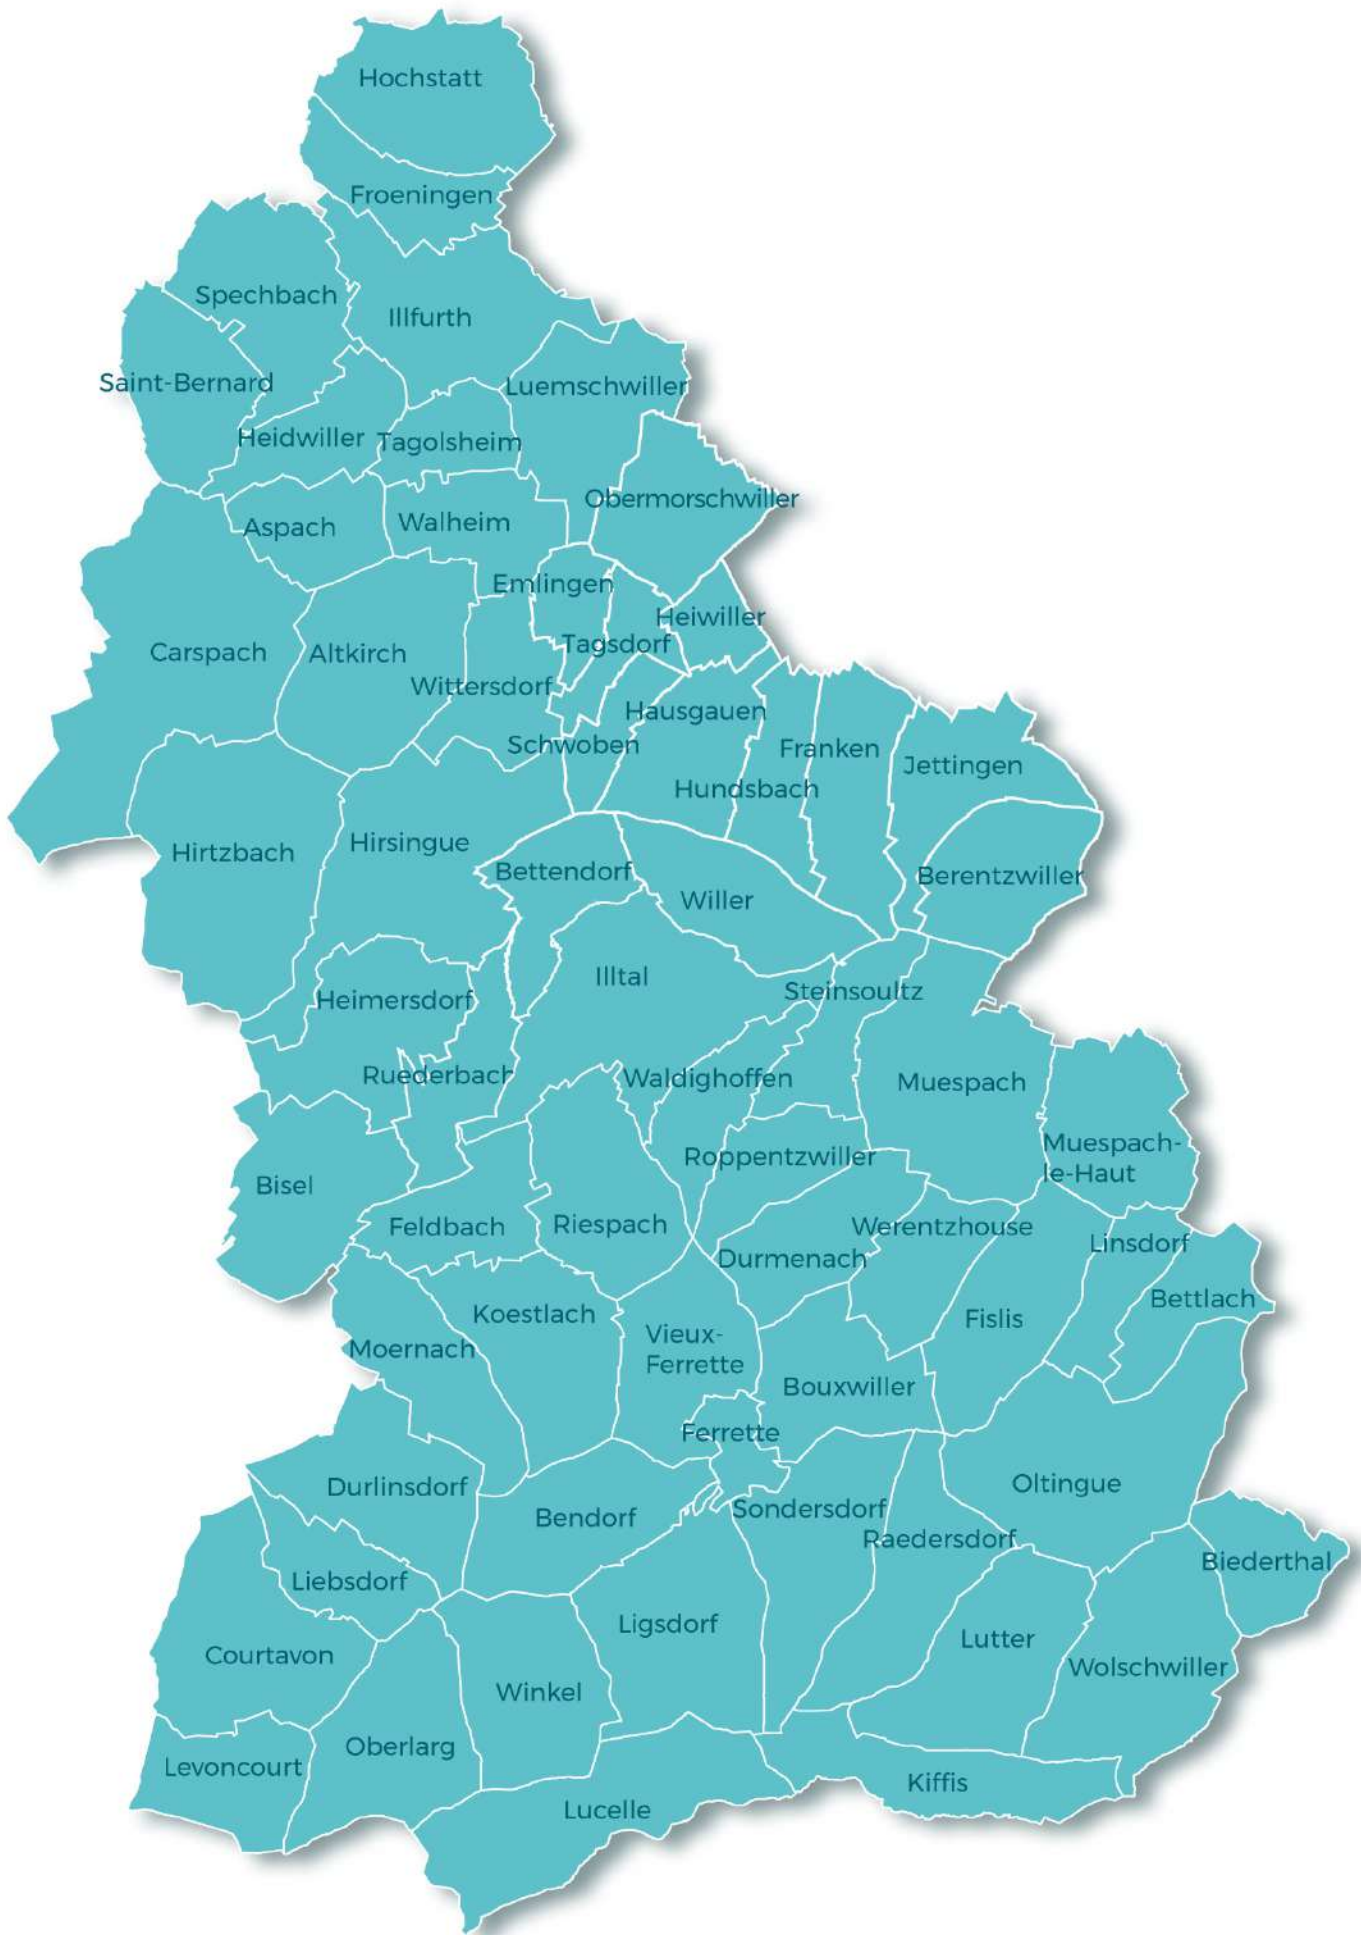 Hochstatt
Froeningen
Spechbach
Illfurth
Saint-Bernard
Luemschwiller
Heidwiller
Tagolsheim
Obermorschwiller
Aspach
Walheim
Emlingen
Heiwiller
Tagsdorf
Carspach
Altkirch
Wittersdorf
Hausgauen
Schwoben
Franken
Jettingen
Hundsbach
Hirsingue
Hirtzbach
Bettendorf
Berentzwiller
Willer
Illtal
Steinsoultz
Heimersdorf
Ruederbach
Waldighoffen
Muespach
Muespach-
le-Haut
Roppentzwiller
Bisel
Feldbach
Riespach
Werentzhouse
Linsdorf
Durmenach
Bettlach
Koestlach
Fislis
Vieux-
Ferrette
Moernach
Bouxwiller
Ferrette
Durlinsdorf
Oltingue
Sondersdorf
Bendorf
Raedersdorf
Biederthal
Liebsdorf
Ligsdorf
Lutter
Courtavon
Wolschwiller
Winkel
Oberlarg
Levoncourt
Kiffis
Lucelle